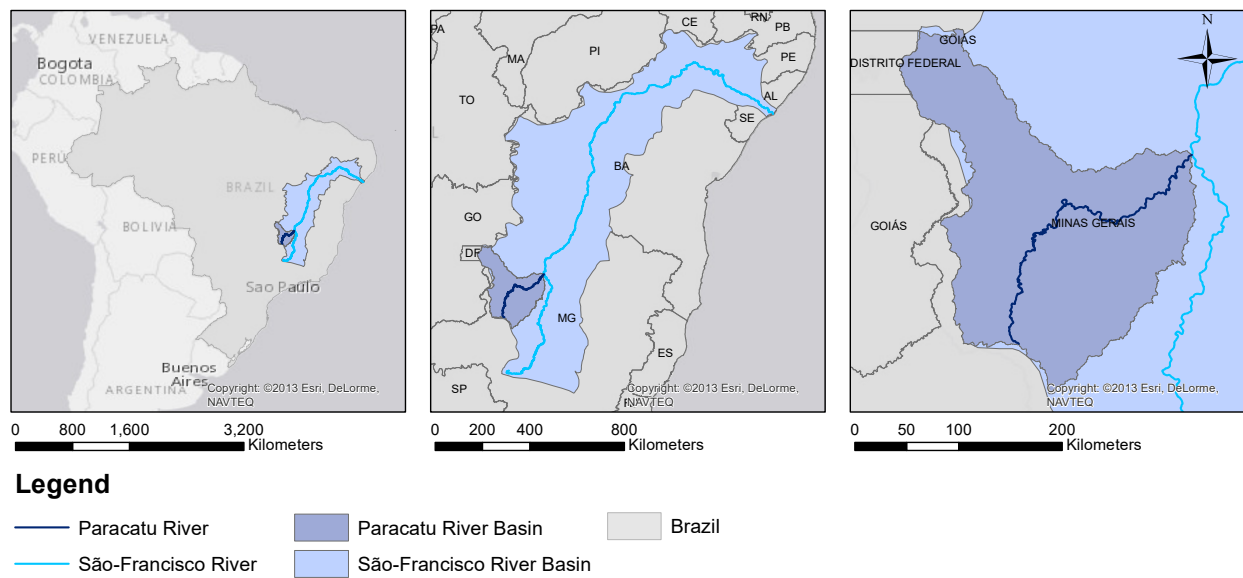 VENEZUELA
Bogota
COLOMBIA
PERÚ
BRAZIL
BOLIVIA
Sao Paulo
Buenos
Aires
ARGENTINA
Copyright: ©2013 Esri, DeLorme,
NAVTEQ
0 800 1,600 3,200
Kilometers
PA
MA
PI
CE
RN
PB
PE
AL
SE
TO
BA
GO
DF
MG
ES
SP
Copyright: ©2013 Esri, DeLorme,
NAVTEQ
0 200 400 800
Kilometers
N
GOIÁS
DISTRITO FEDERAL
GOIÁS
MINAS GERAIS
Copyright: ©2013 Esri, DeLorme,
NAVTEQ
0 50 100 200
Kilometers
Legend
Paracatu River
Paracatu River Basin
Brazil
São-Francisco River
São-Francisco River Basin